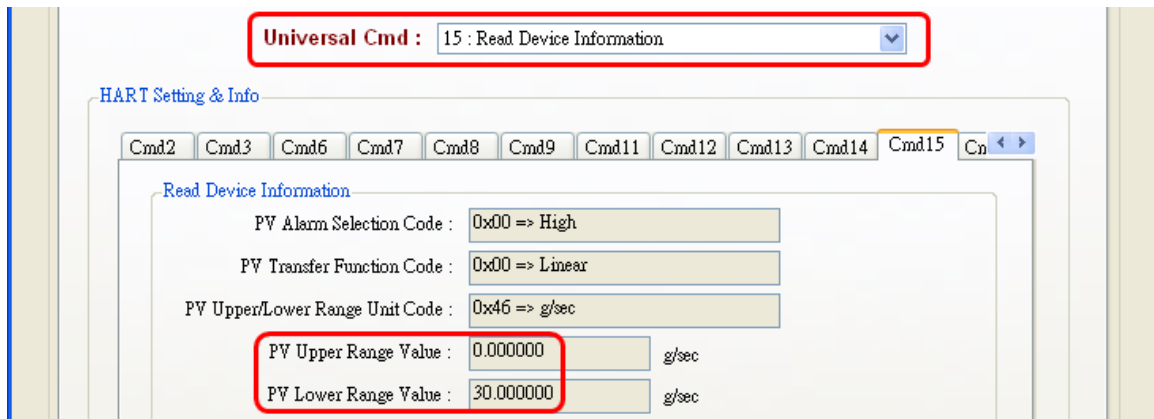 Universal Cmd : 15 : Read Device Information
HART Setting & Info
Cmd2 Cmd3 Cmd6 Cmd7 Cmd8 Cmd9 Cmd11 Cmd12 Cmd13 Cmd14 Cmd15 Cn
Read Device Information
PV Alarm Selection Code : 0x00 => High
PV Transfer Function Code : 0x00 => Linear
PV Upper/Lower Range Unit Code : 0x46 => g/sec
PV Upper Range Value : 0.000000 g/sec
PV Lower Range Value : 30.000000 g/sec